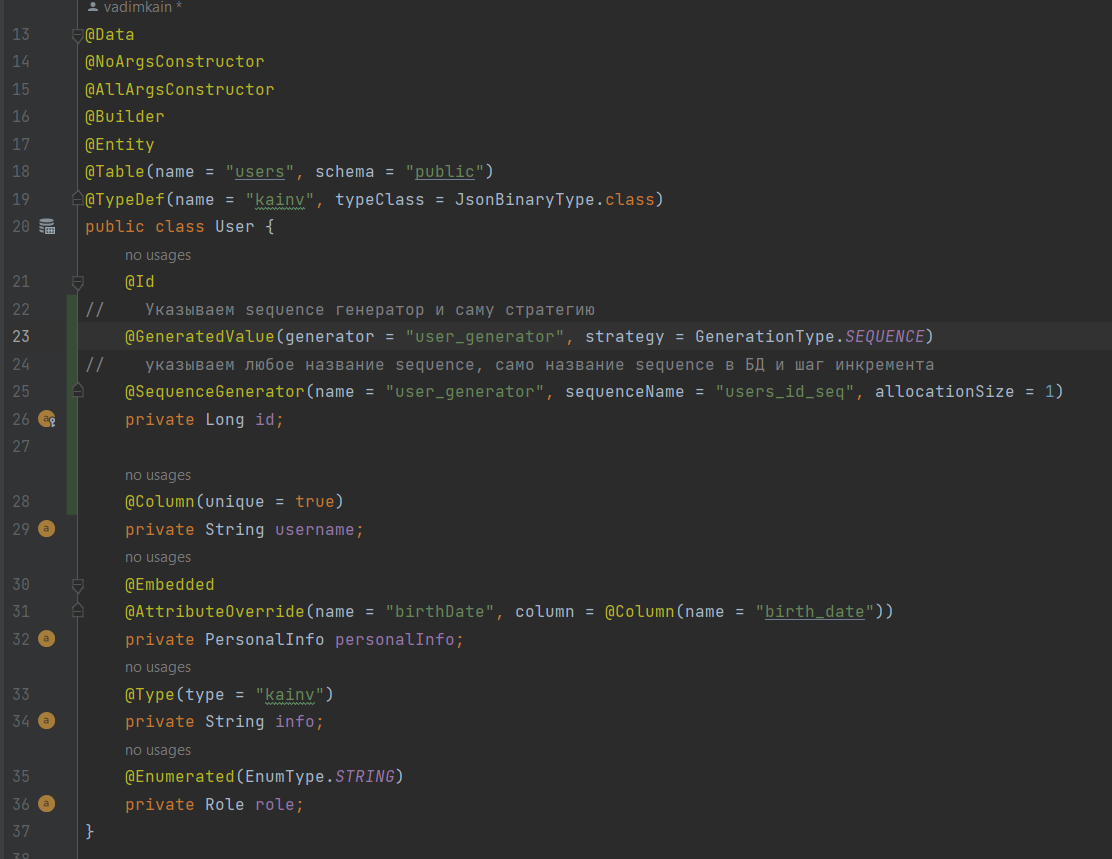 vadimkain *
13 @Data
14 @NoArgsConstructor
15 @AllArgsConstructor
16 @Builder
17 @Entity
18 @Table(name = "users", schema = "public")
19 @TypeDef(name = "kainv", typeClass = JsonBinaryType.class)
20 public class User {
no usages
21 @Id
22 // Указываем sequence генератор и саму стратегию
23 @GeneratedValue(generator = "user_generator", strategy = GenerationType.SEQUENCE)
24 // указываем любое название sequence, само название sequence в БД и шаг инкремента
25 @SequenceGenerator(name = "user_generator", sequenceName = "users_id_seq", allocationSize = 1)
26 private Long id;
27
no usages
28 @Column(unique = true)
29 private String username;
no usages
30 @Embedded
31 @AttributeOverride(name = "birthDate", column = @Column(name = "birth_date"))
32 private PersonalInfo personalInfo;
no usages
33 @Type(type = "kainv")
34 private String info;
no usages
35 @Enumerated(EnumType.STRING)
36 private Role role;
37 }
38